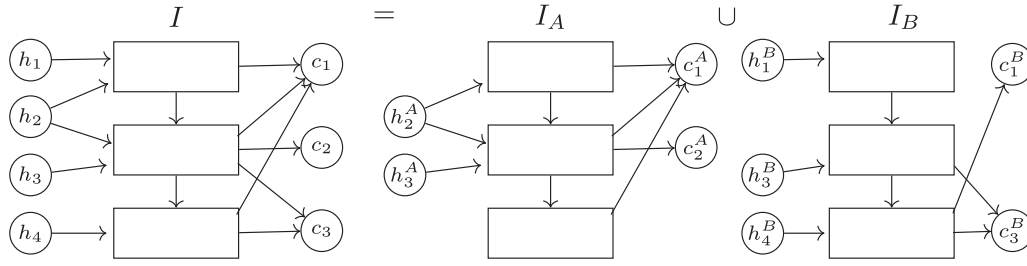 I = I_A ∪ I_B
h_1 c_1 c_1^A h_1^B c_1^B
h_2 h_2^A
c_2 c_2^A
h_3 h_3^A h_3^B
h_4 c_3 h_4^B c_3^B